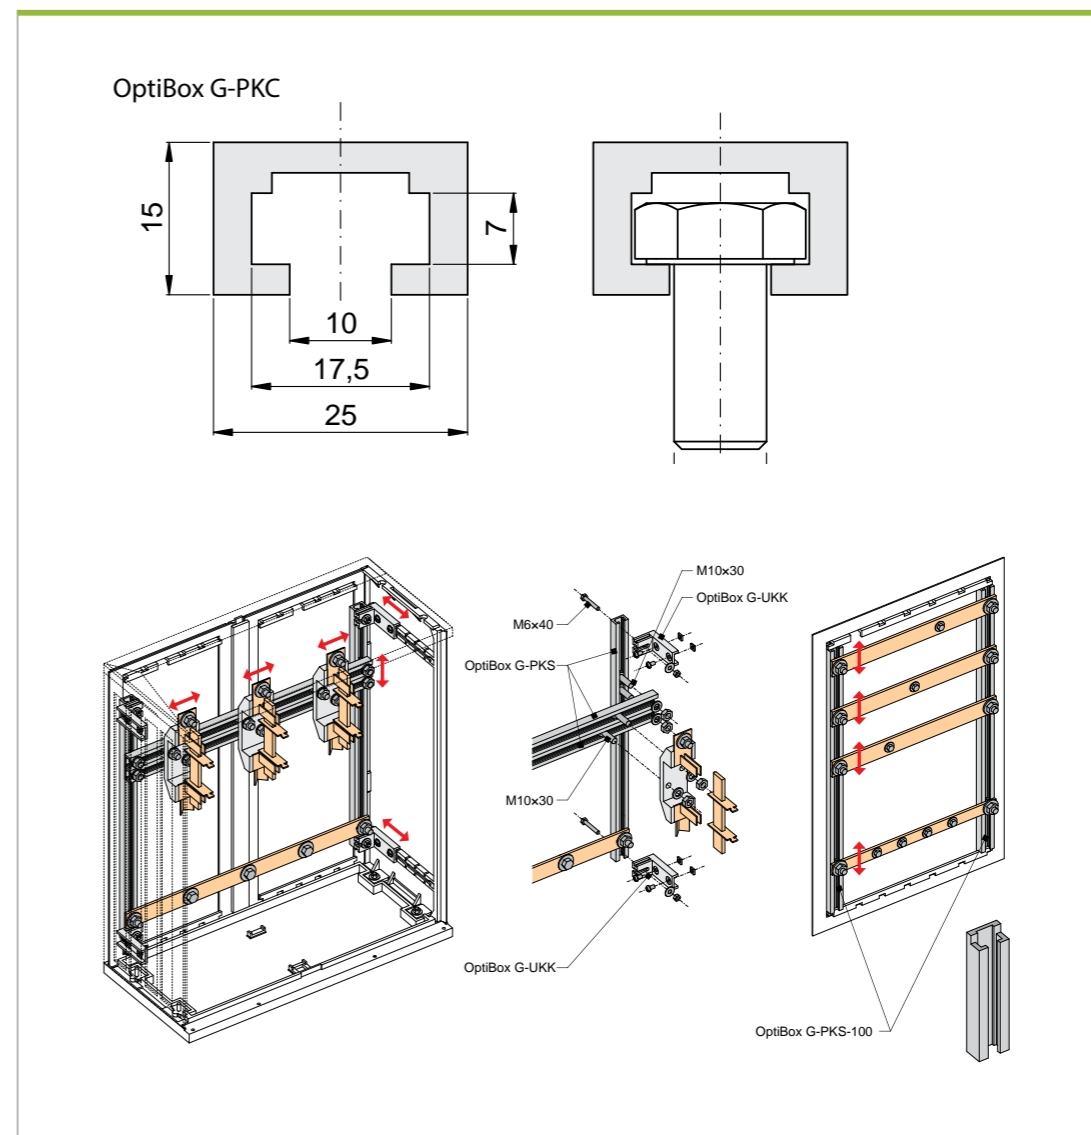 OptiBox G-PKC
15
7
10
17,5
25
M10×30
OptiBox G-UKK
M6×40
OptiBox G-PKS
M10×30
OptiBox G-UKK
OptiBox G-PKS-100